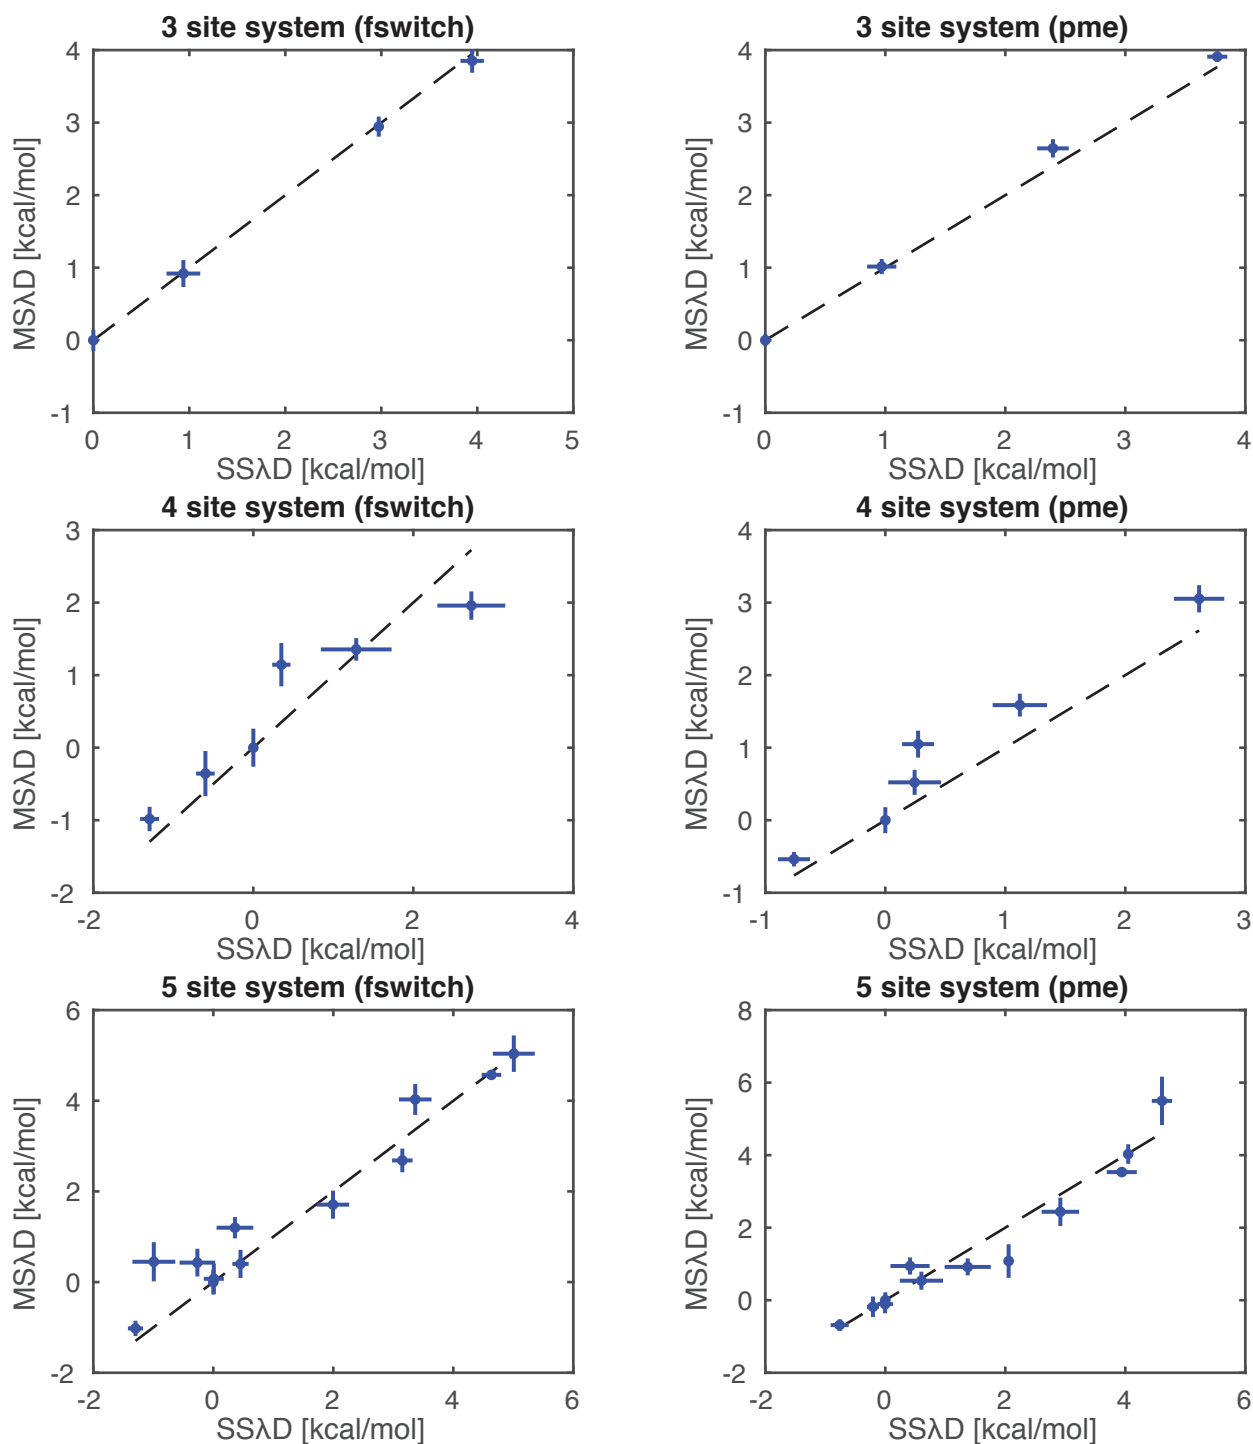 3 site system (fswitch)
4
3
2
1
0
-1
MSλD [kcal/mol]
0 1 2 3 4 5
SSλD [kcal/mol]
3 site system (pme)
4
3
2
1
0
-1
MSλD [kcal/mol]
0 1 2 3 4
SSλD [kcal/mol]
4 site system (fswitch)
3
2
1
0
-1
-2
MSλD [kcal/mol]
-2 0 2 4
SSλD [kcal/mol]
4 site system (pme)
4
3
2
1
0
-1
MSλD [kcal/mol]
-1 0 1 2 3
SSλD [kcal/mol]
5 site system (fswitch)
6
4
2
0
-2
MSλD [kcal/mol]
-2 0 2 4 6
SSλD [kcal/mol]
5 site system (pme)
8
6
4
2
0
-2
MSλD [kcal/mol]
-2 0 2 4 6
SSλD [kcal/mol]